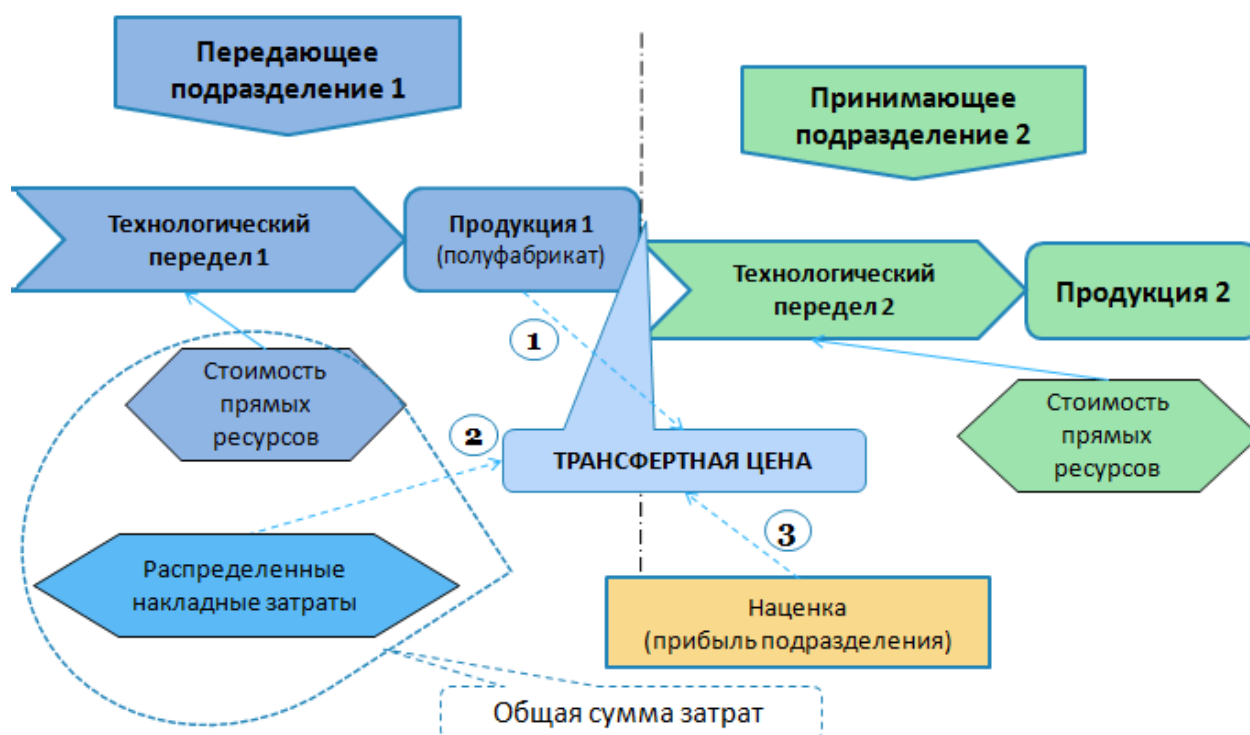 Передающее
подразделение 1
Принимающее
подразделение 2
Технологический
передел 1
Продукция 1
(полуфабрикат)
Технологический
передел 2
Продукция 2
1
Стоимость
прямых
ресурсов
2
ТРАНСФЕРТНАЯ ЦЕНА
Стоимость
прямых
ресурсов
3
Распределенные
накладные затраты
Наценка
(прибыль подразделения)
Общая сумма затрат